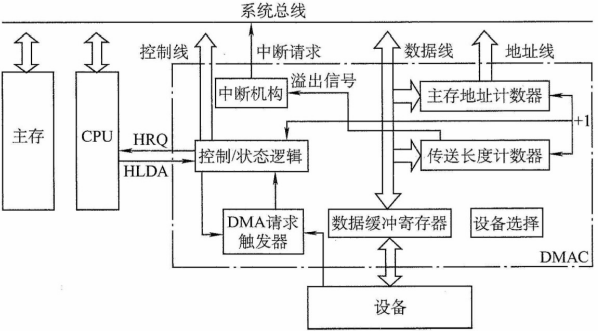 系统总线
控制线
中断请求
数据线
地址线
中断机构
溢出信号
主存地址计数器
主存
CPU
HRQ
HLDA
控制/状态逻辑
+1
传送长度计数器
DMA请求
触发器
数据缓冲寄存器
设备选择
DMAC
设备